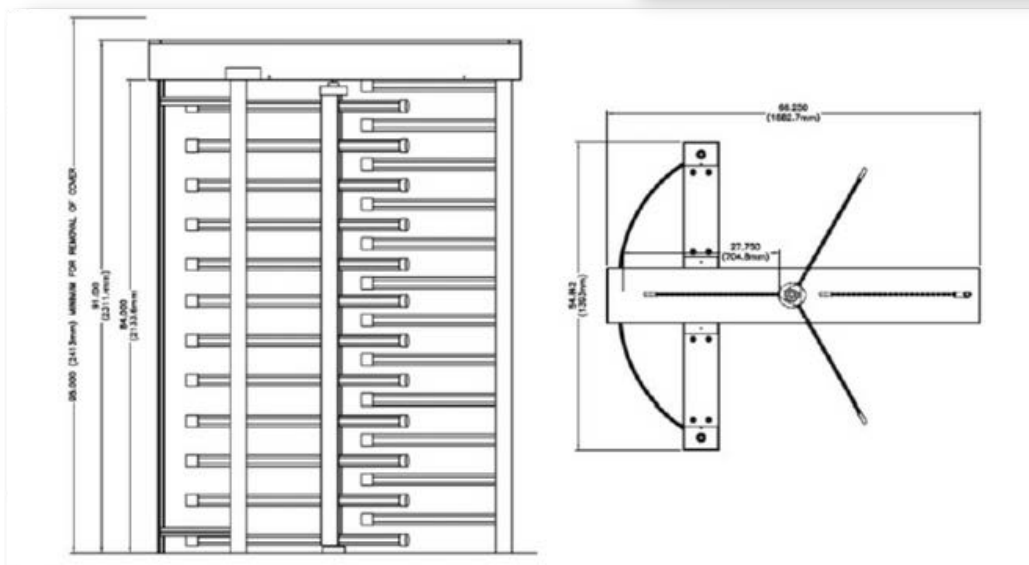 95.000 (2413mm) MINIMUM FOR REMOVAL OF COVER
91.00
(2311.4mm)
84.000
(2133.6mm)
66.250
(1682.7mm)
54.82
(1392mm)
27.750
(704.8mm)